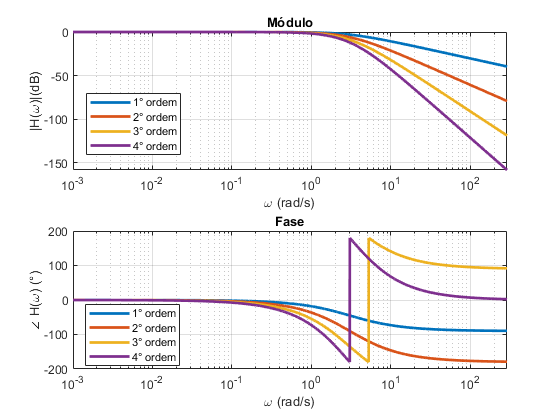 Módulo
|H(ω)|(dB)
0
-50
-100
-150
1° ordem
2° ordem
3° ordem
4° ordem
10^-3 10^-2 10^-1 10^0 10^1 10^2
ω (rad/s)
Fase
∠ H(ω) (°)
200
100
0
-100
-200
1° ordem
2° ordem
3° ordem
4° ordem
10^-3 10^-2 10^-1 10^0 10^1 10^2
ω (rad/s)